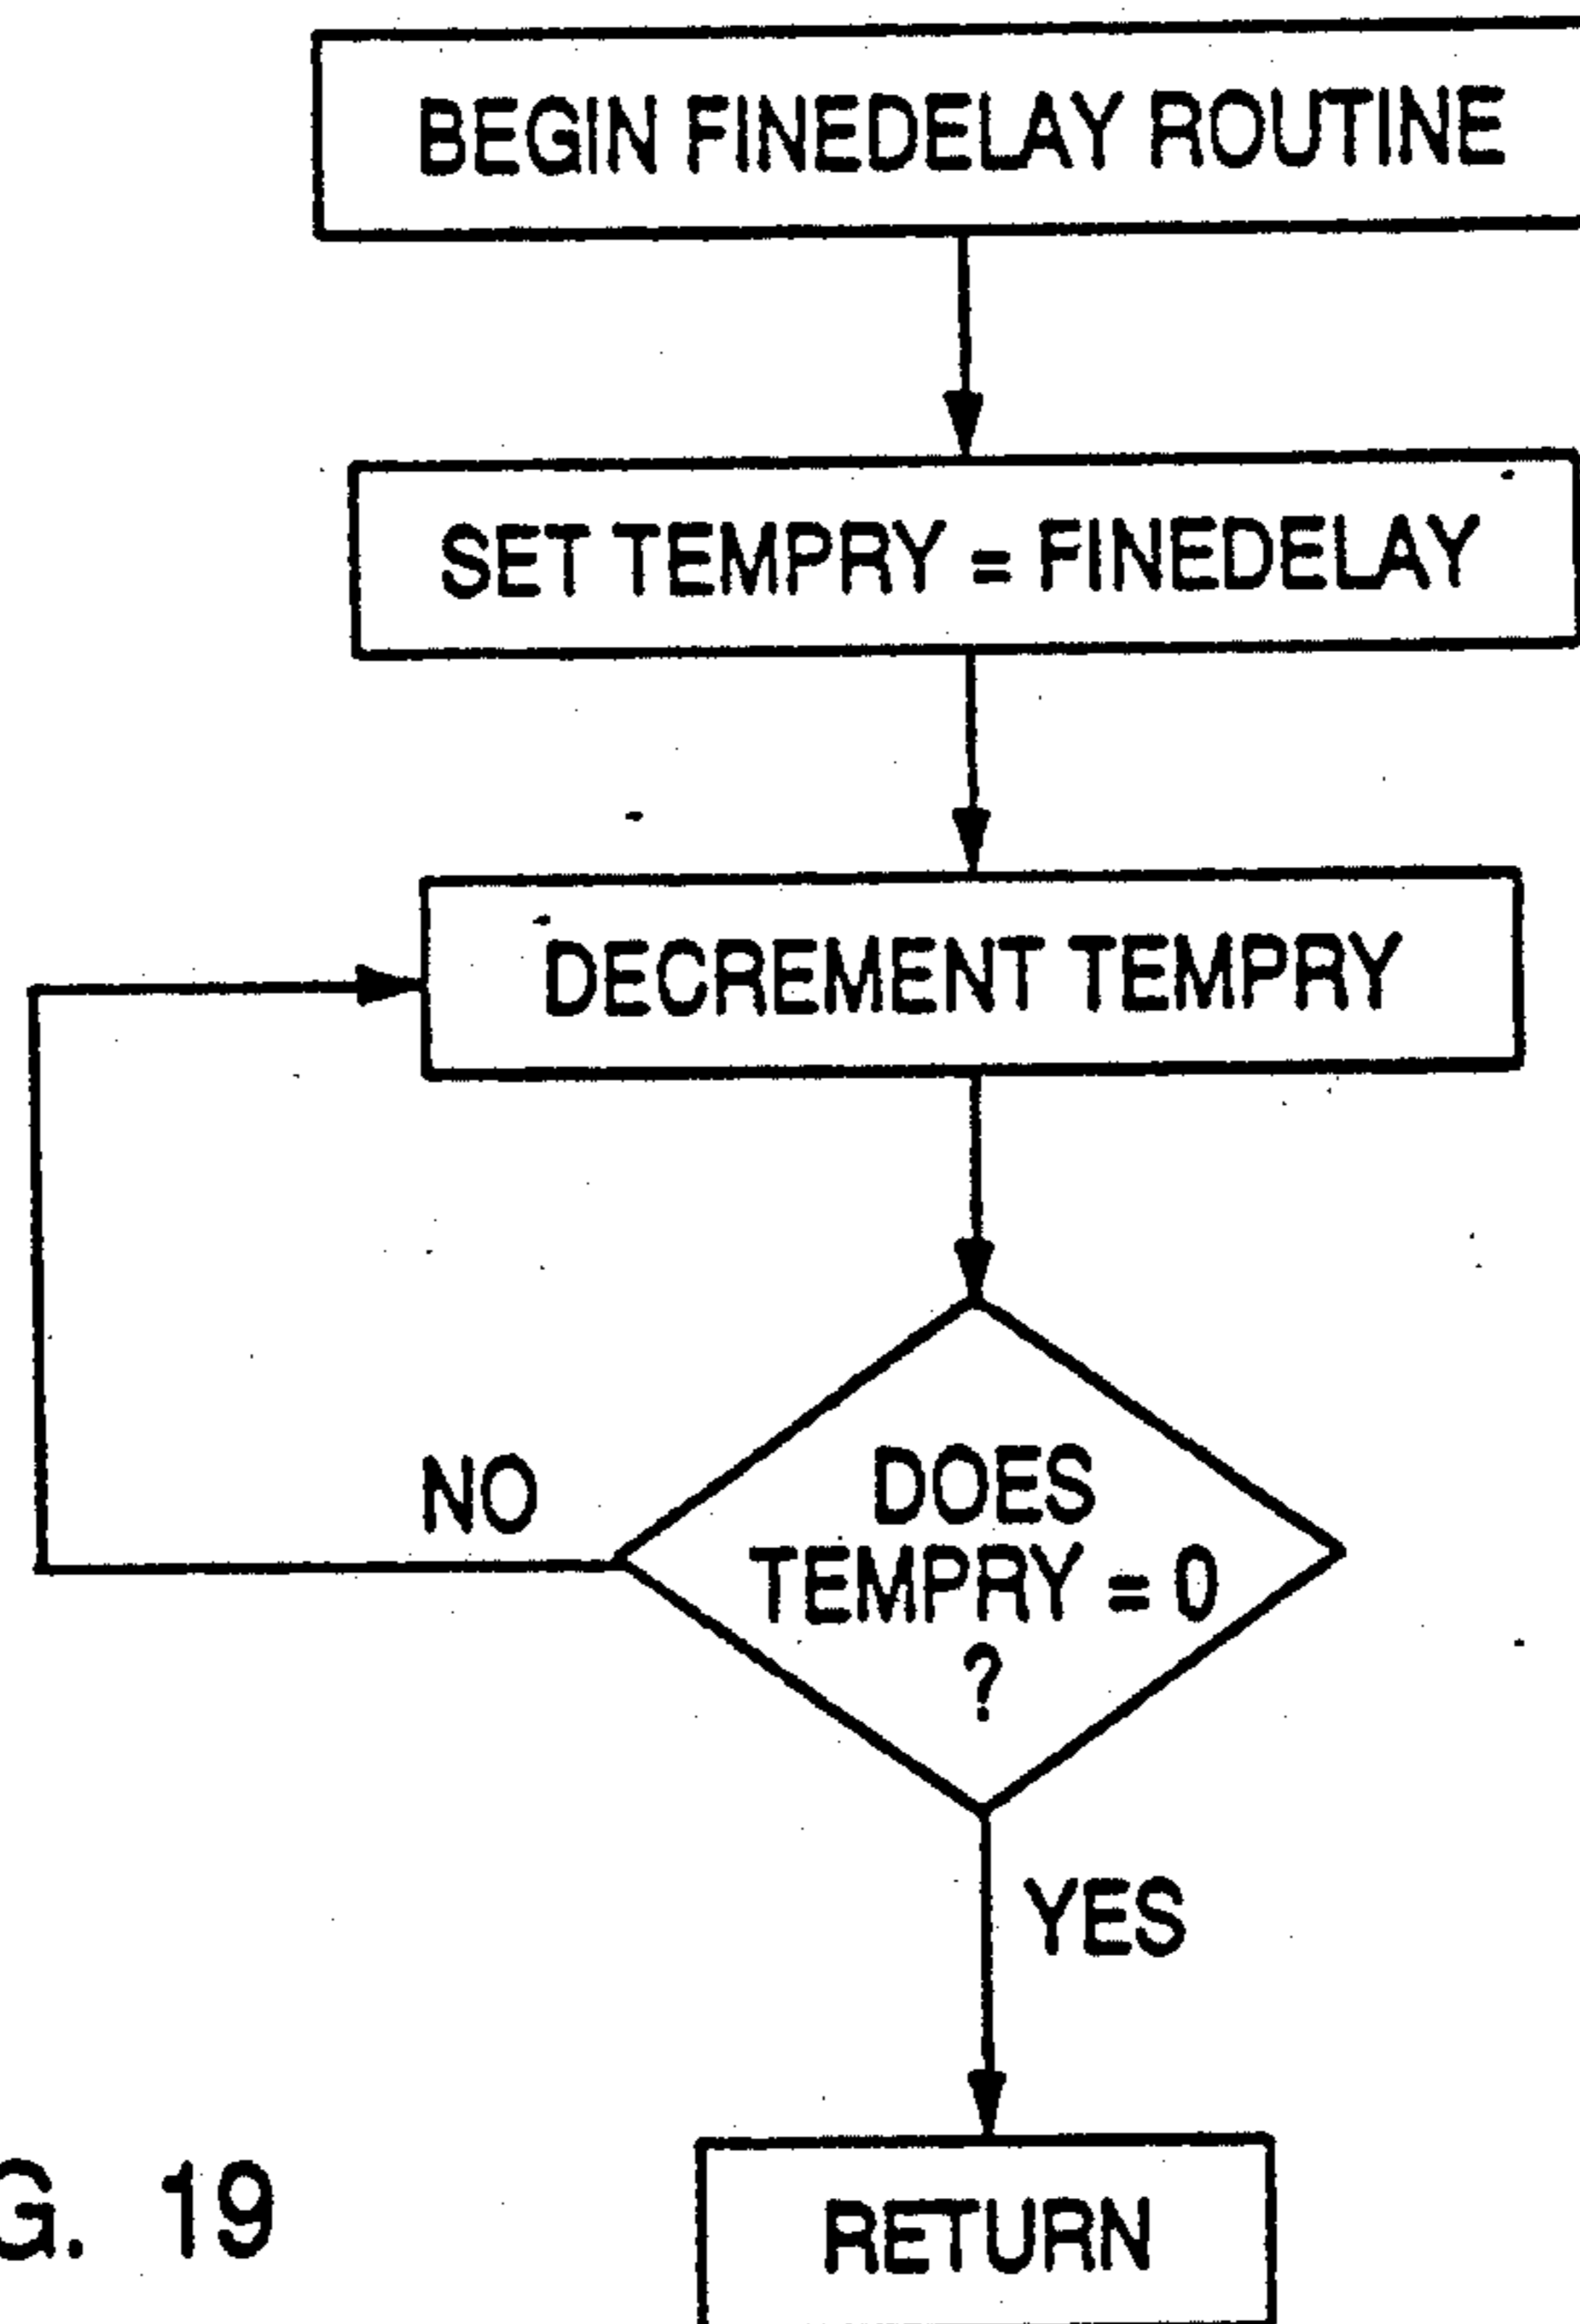 BEGIN FINEDELAY ROUTINE
SET TEMPRY = FINEDELAY
DECREMENT TEMPRY
DOES
TEMPRY = 0
?
NO
YES
RETURN
G. 19